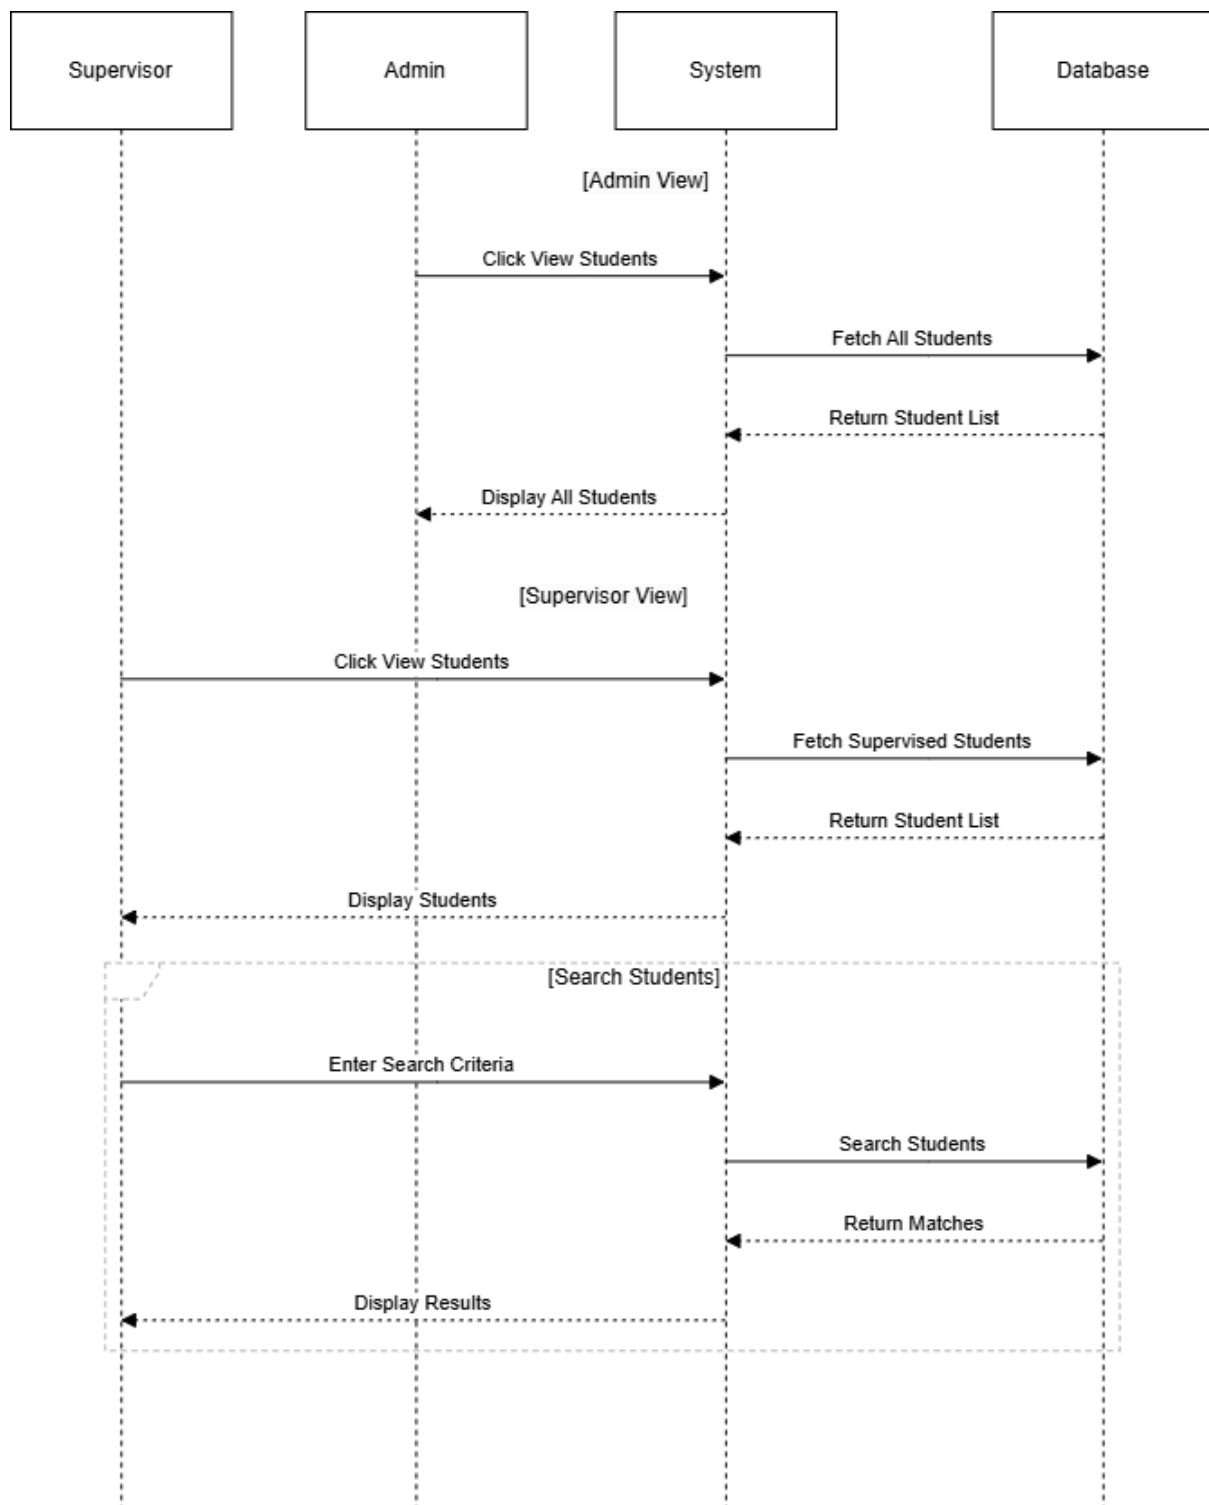 Supervisor
Admin
System
Database
[Admin View]
Click View Students
Fetch All Students
Return Student List
Display All Students
[Supervisor View]
Click View Students
Fetch Supervised Students
Return Student List
Display Students
[Search Students]
Enter Search Criteria
Search Students
Return Matches
Display Results